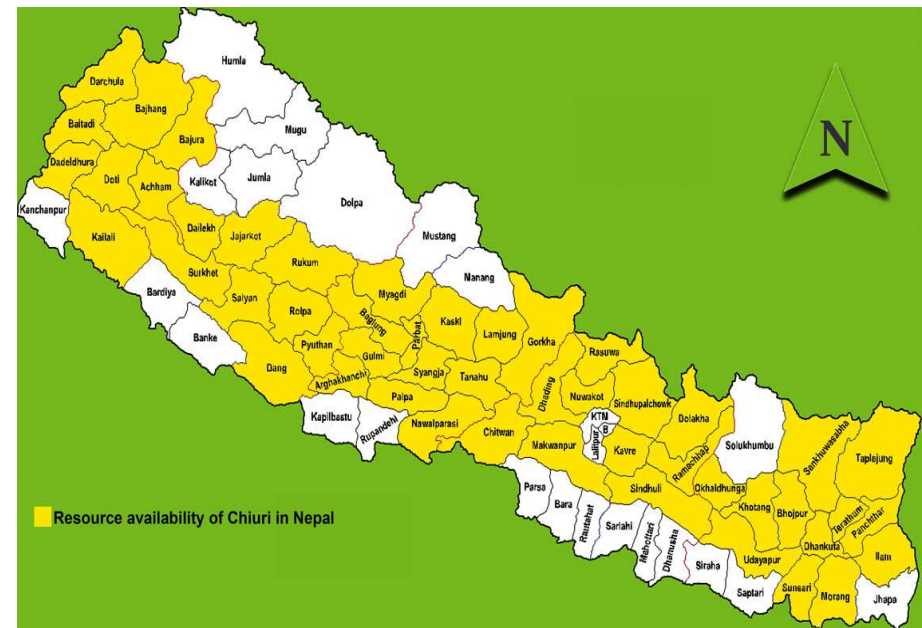 Humla
Darchula
Bajhang
Baitadi
Bajura
Mugu
Dadeldhura
Doti
Achham
Kalikot
Jumla
Dolpa
Kanchanpur
Kailali
Dailekh
Jajarkot
Mustang
Surkhet
Rukum
Manang
Bardiya
Salyan
Myagdi
Banke
Rolpa
Baglung
Parbat
Kaski
Lamjung
Gorkha
Pyuthan
Gulmi
Rasuwa
Dang
Arghakhanchi
Syangja
Tanahu
Dhading
Nuwakot
Sindhupalchowk
Palpa
Kapilbastu
Rupandehi
Nawalparasi
Chitwan
Makwanpur
KTM
B
Lalitpur
Kavre
Dolakha
Ramechhap
Solukhumbu
Sankhuwasabha
Taplejung
Parsa
Bara
Rautahat
Sarlahi
Sindhuli
Okhaldhunga
Khotang
Bhojpur
Terathum
Panchthar
Mahottari
Dhanusha
Siraha
Udayapur
Dhankuta
Ilam
Saptari
Sunsari
Morang
Jhapa
N
Resource availability of Chiuri in Nepal